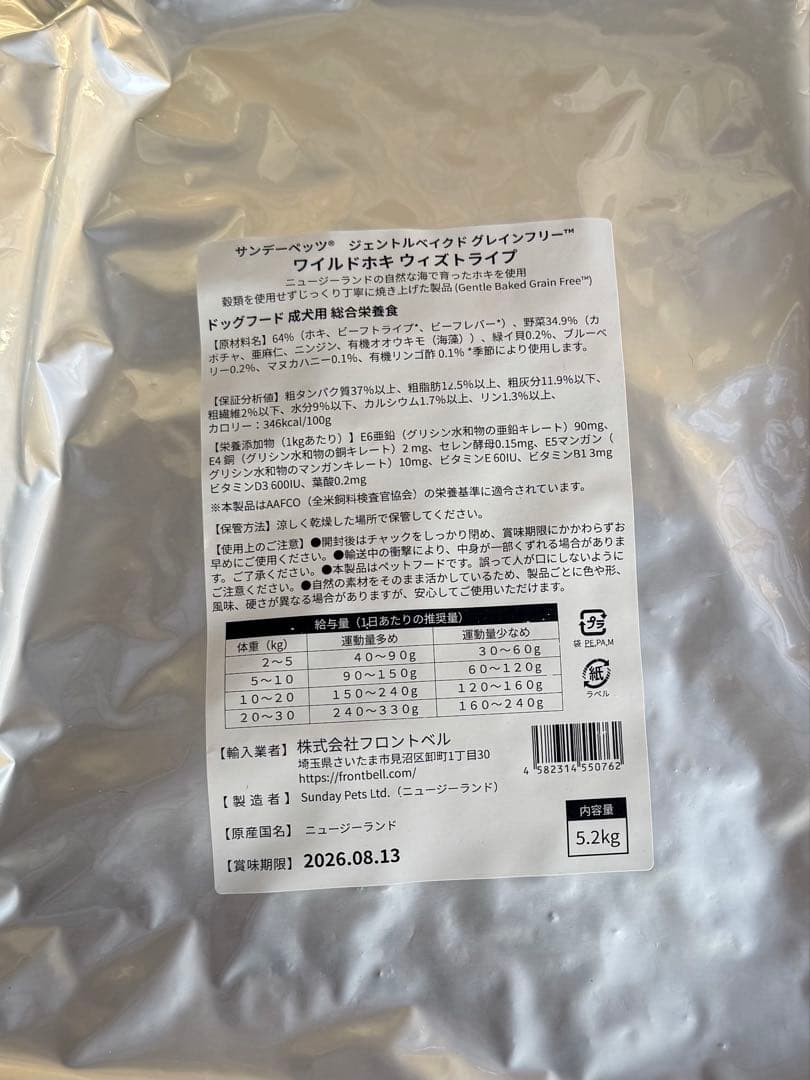 サンデーペッツ® ジェントルベイクド グレインフリー™
ワイルドホキ ウィズトライプ
ニュージーランドの自然な海で育ったホキを使用
穀類を使用せずじっくり丁寧に焼き上げた製品 (Gentle Baked Grain Free™)
ドッグフード 成犬用 総合栄養食
【原材料名】64%（ホキ、ビーフトライプ*、ビーフレバー*）、野菜34.9%（カ
ボチャ、亜麻仁、ニンジン、有機オオウキモ（海藻））、緑イ貝0.2%、ブルーベ
リー0.2%、マヌカハニー0.1%、有機リンゴ酢 0.1% *季節により使用します。
【保証分析値】粗タンパク質37%以上、粗脂肪12.5%以上、粗灰分11.9%以下、
粗繊維2%以下、水分9%以下、カルシウム1.7%以上、リン1.3%以上、
カロリー：346kcal/100g
【栄養添加物（1kgあたり）】E6亜鉛（グリシン水和物の亜鉛キレート）90mg、
E4 銅（グリシン水和物の銅キレート）2 mg、セレン酵母0.15mg、E5マンガン（
グリシン水和物のマンガンキレート）10mg、ビタミンE 60IU、ビタミンB1 3mg
ビタミンD3 600IU、葉酸0.2mg
※本製品はAAFCO（全米飼料検査官協会）の栄養基準に適合されています。
【保管方法】涼しく乾燥した場所で保管してください。
【使用上のご注意】●開封後はチャックをしっかり閉め、賞味期限にかかわらずお
早めにご使用ください。●輸送中の衝撃により、中身が一部くずれる場合がありま
す。ご了承ください。●本製品はペットフードです。誤って人が口にしないように
ご注意ください。●自然の素材をそのまま活かしているため、製品ごとに色や形、
風味、硬さが異なる場合がありますが、安心してご使用いただけます。
給与量（1日あたりの推奨量）
体重（kg） 運動量多め 運動量少なめ
2～5 40～90g 30～60g
5～10 90～150g 60～120g
10～20 150～240g 120～160g
20～30 240～330g 160～240g
プラ
袋 PE,PA,M
紙
ラベル
【輸入業者】株式会社フロントベル
埼玉県さいたま市見沼区卸町1丁目30
https://frontbell.com/
4 582314 550762
【製造者】Sunday Pets Ltd.（ニュージーランド）
【原産国名】ニュージーランド
【賞味期限】2026.08.13
内容量
5.2kg